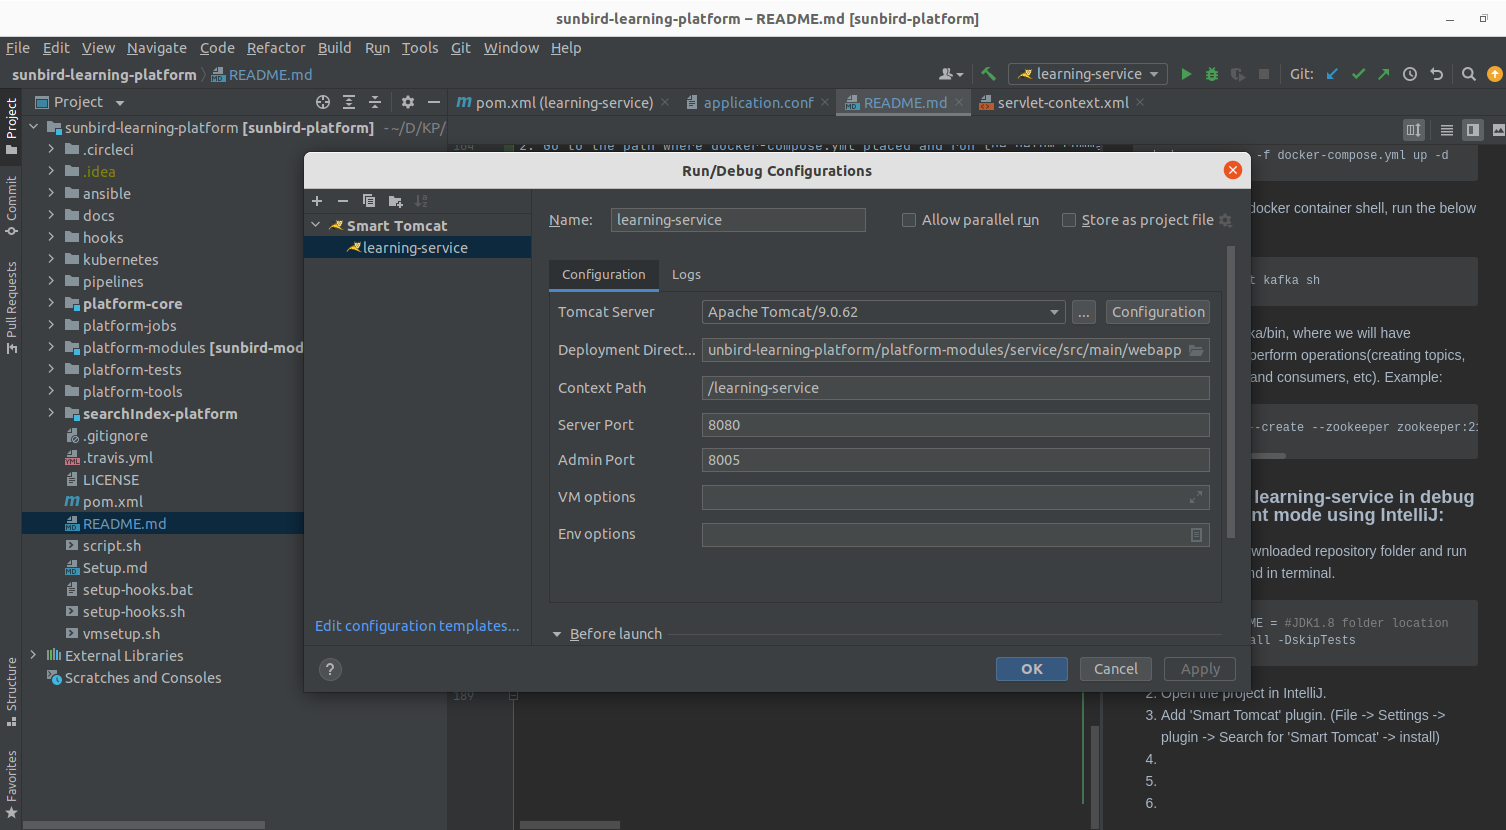 sunbird-learning-platform – README.md [sunbird-platform]
File Edit View Navigate Code Refactor Build Run Tools Git Window Help
sunbird-learning-platform README.md
learning-service
Git:
Project
Commit
Pull Requests
Structure
Favorites
Project
pom.xml (learning-service)
application.conf
README.md
servlet-context.xml
sunbird-learning-platform [sunbird-platform] - ~/D/KP/
.circleci
.idea
ansible
docs
hooks
kubernetes
pipelines
platform-core
platform-jobs
platform-modules [sunbird-mod
platform-tests
platform-tools
searchIndex-platform
.gitignore
.travis.yml
LICENSE
pom.xml
README.md
script.sh
Setup.md
setup-hooks.bat
setup-hooks.sh
vmsetup.sh
External Libraries
Scratches and Consoles
2. Go to the path where docker-compose.yml placed and run the below comma
189
Run/Debug Configurations
Smart Tomcat
learning-service
Edit configuration templates...
Name: learning-service
Allow parallel run
Store as project file
Configuration Logs
Tomcat Server Apache Tomcat/9.0.62 ... Configuration
Deployment Direct... unbird-learning-platform/platform-modules/service/src/main/webapp
Context Path /learning-service
Server Port 8080
Admin Port 8005
VM options
Env options
Before launch
? OK Cancel Apply
-f docker-compose.yml up -d
docker container shell, run the below
t kafka sh
ka/bin, where we will have
perform operations(creating topics,
and consumers, etc). Example:
--create --zookeeper zookeeper:21
learning-service in debug
nt mode using IntelliJ:
wnloaded repository folder and run
nd in terminal.
ME = #JDK1.8 folder location
all -DskipTests
2. Open the project in IntelliJ.
3. Add 'Smart Tomcat' plugin. (File -> Settings ->
plugin -> Search for 'Smart Tomcat' -> install)
4.
5.
6.